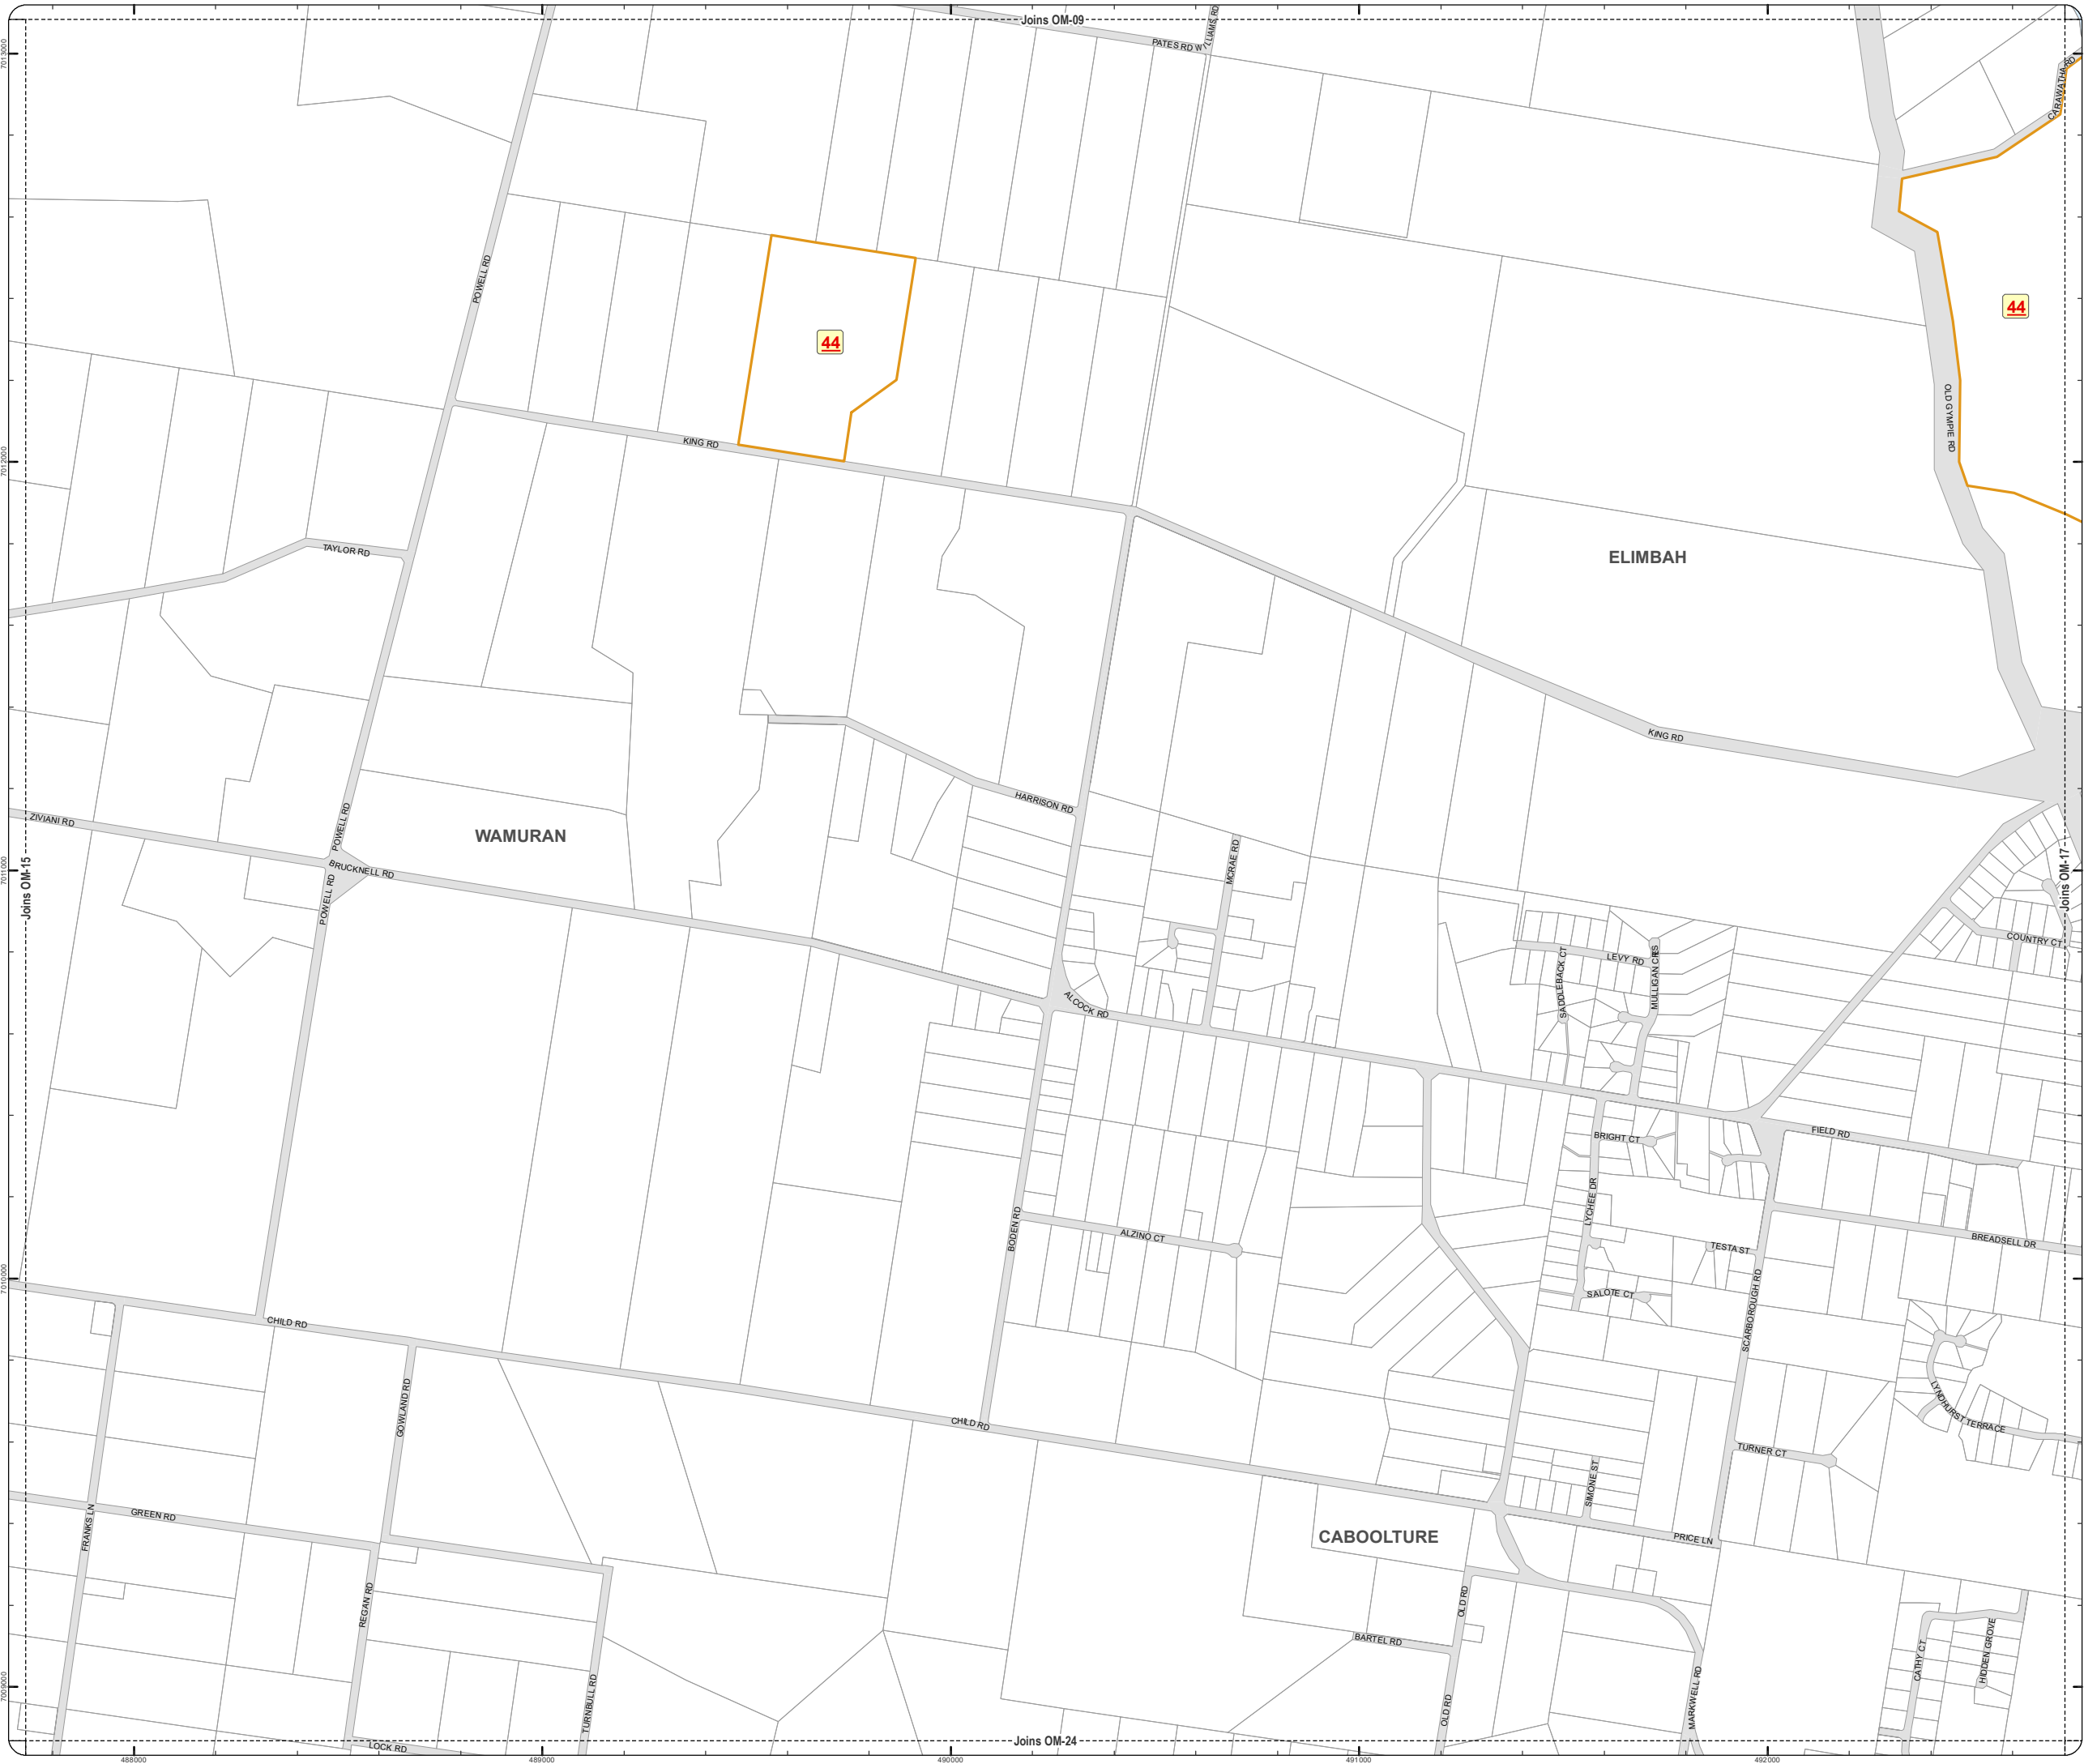 Joins OM-09
PATES RD
WILLIAMS RD
7013000
CARAWATHA RD
POWELL RD
44
44
OLD GYMPIE RD
KING RD
7012000
TAYLOR RD
ELIMBAH
KING RD
HARRISON RD
ZIVIANI RD
POWELL RD
WAMURAN
MCRAE RD
BRUCKNELL RD
7011000
Joins OM-15
POWELL RD
Joins OM-17
COUNTRY CT
LEVY RD
SADDLEBACK CT
MULLIGAN CRES
ALCOCK RD
FIELD RD
BRIGHT CT
LYCHEE DR
BODEN RD
ALZINO CT
TESTA ST
BREADSELL DR
7010000
SALOTE CT
SCARBOROUGH RD
CHILD RD
GOWLAND RD
CHILD RD
LYNDHURST TERRACE
TURNER CT
SIMONE ST
GREEN RD
FRANKS LN
CABOOLTURE
PRICE LN
REGAN RD
OLD RD
BARTEL RD
CATHY CT
HIDDEN GROVE
7009000
TURNBULL RD
OLD RD
MARKWELL RD
LOCK RD
Joins OM-24
488000
489000
490000
491000
492000